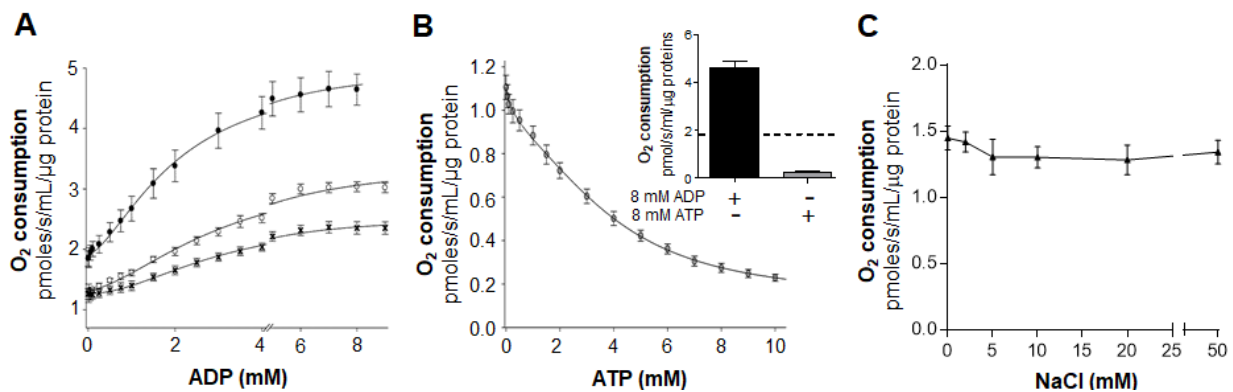 A
O2 consumption
pmoles/s/mL/µg protein
5
4
3
2
1
0 2 4 6 8
ADP (mM)
B
O2 consumption
pmoles/s/mL/µg protein
1.2
1.0
0.8
0.6
0.4
0.2
0.0
0 2 4 6 8 10
ATP (mM)
O2 consumption
pmol/s/ml/µg proteins
6
4
2
0
8 mM ADP + -
8 mM ATP - +
C
O2 consumption
pmoles/s/mL/µg protein
2.0
1.5
1.0
0.5
0.0
0 5 10 15 20 25 50
NaCl (mM)